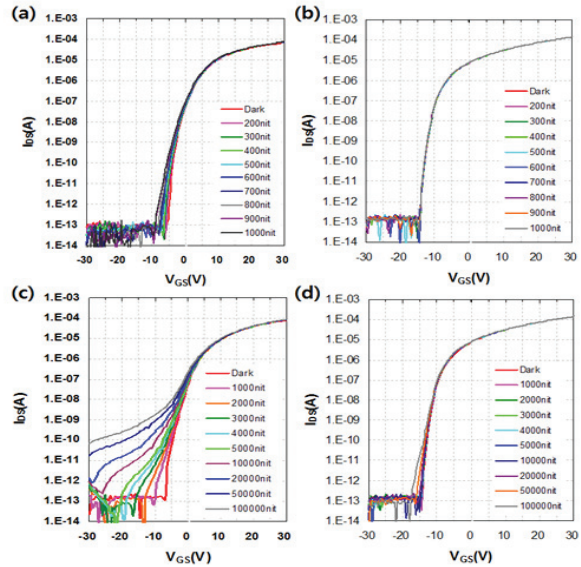 (a)
1.E-03
1.E-04
1.E-05
1.E-06
1.E-07
1.E-08
1.E-09
1.E-10
1.E-11
1.E-12
1.E-13
1.E-14
IDS(A)
Dark
200nit
300nit
400nit
500nit
600nit
700nit
800nit
900nit
1000nit
-30 -20 -10 0 10 20 30
VGS(V)
(b)
1.E-03
1.E-04
1.E-05
1.E-06
1.E-07
1.E-08
1.E-09
1.E-10
1.E-11
1.E-12
1.E-13
1.E-14
IDS(A)
Dark
200nit
300nit
400nit
500nit
600nit
700nit
800nit
900nit
1000nit
-30 -20 -10 0 10 20 30
VGS(V)
(c)
1.E-03
1.E-04
1.E-05
1.E-06
1.E-07
1.E-08
1.E-09
1.E-10
1.E-11
1.E-12
1.E-13
1.E-14
IDS(A)
Dark
1000nit
2000nit
3000nit
4000nit
5000nit
10000nit
20000nit
50000nit
100000nit
-30 -20 -10 0 10 20 30
VGS(V)
(d)
1.E-03
1.E-04
1.E-05
1.E-06
1.E-07
1.E-08
1.E-09
1.E-10
1.E-11
1.E-12
1.E-13
1.E-14
IDS(A)
Dark
1000nit
2000nit
3000nit
4000nit
5000nit
10000nit
20000nit
50000nit
100000nit
-30 -20 -10 0 10 20 30
VGS(V)